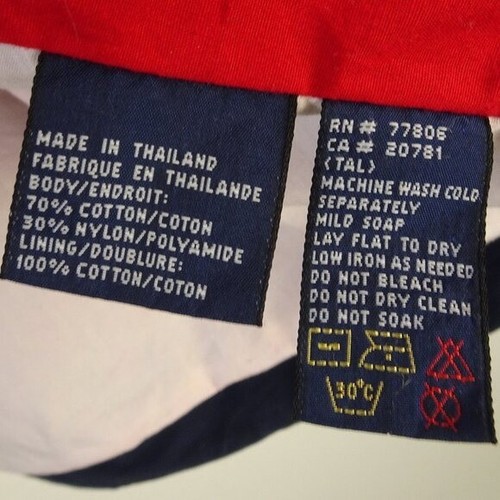 MADE IN THAILAND
FABRIQUE EN THAILANDE
BODY/ENDROIT:
70% COTTON/COTON
30% NYLON/POLYAMIDE
LINING/DOUBLURE:
100% COTTON/COTON
RN# 77806
CA# 20781
(TAL)
MACHINE WASH COLD
SEPARATELY
MILD SOAP
LAY FLAT TO DRY
LOW IRON AS NEEDED
DO NOT BLEACH
DO NOT DRY CLEAN
DO NOT SOAK
30°C